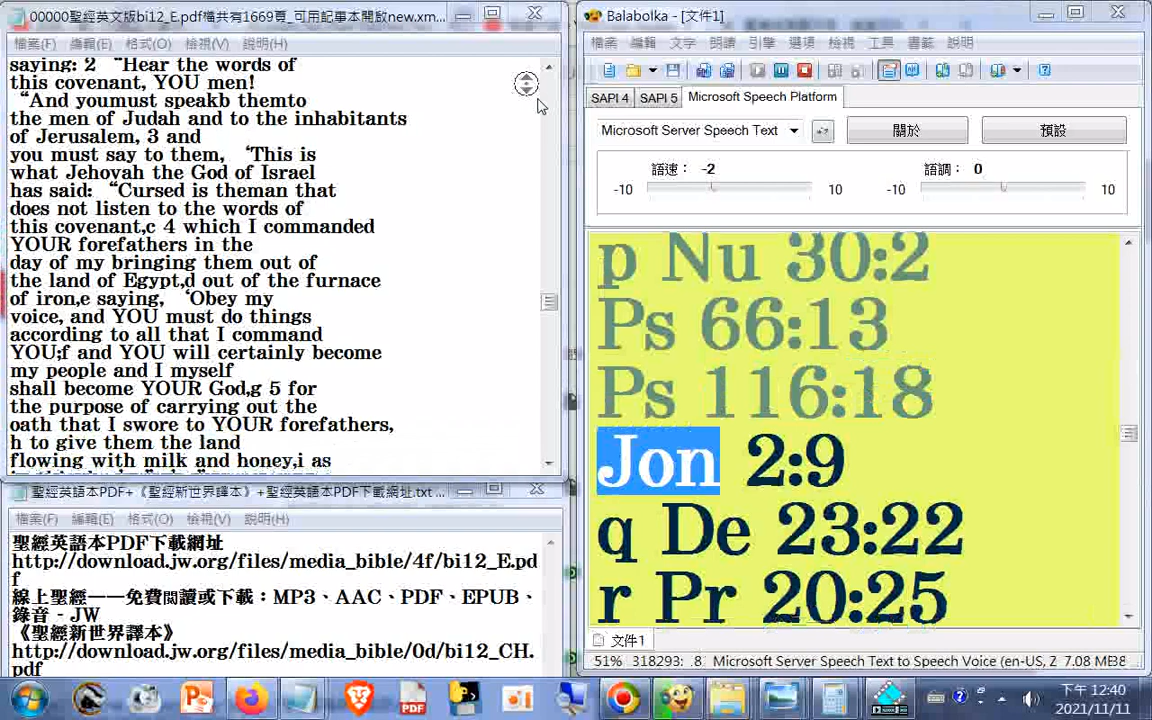 00000聖經英文版bi12_E.pdf檔共有1669頁_可用記事本開啟new.xm...
檔案(F) 編輯(E) 格式(O) 檢視(V) 說明(H)
saying: 2 “Hear the words of
this covenant, YOU men!
“And youmust speakb themto
the men of Judah and to the inhabitants
of Jerusalem, 3 and
you must say to them, ‘This is
what Jehovah the God of Israel
has said: “Cursed is theman that
does not listen to the words of
this covenant,c 4 which I commanded
YOUR forefathers in the
day of my bringing them out of
the land of Egypt,d out of the furnace
of iron,e saying, ‘Obey my
voice, and YOU must do things
according to all that I command
YOU;f and YOU will certainly become
my people and I myself
shall become YOUR God,g 5 for
the purpose of carrying out the
oath that I swore to YOUR forefathers,
h to give them the land
flowing with milk and honey,i as
聖經英語本PDF+《聖經新世界譯本》+聖經英語本PDF下載網址.txt ...
檔案(F) 編輯(E) 格式(O) 檢視(V) 說明(H)
聖經英語本PDF下載網址
http://download.jw.org/files/media_bible/4f/bi12_E.pd
f
線上聖經——免費閱讀或下載：MP3、AAC、PDF、EPUB、
錄音 - JW
《聖經新世界譯本》
http://download.jw.org/files/media_bible/0d/bi12_CH.
pdf
Balabolka - [文件1]
檔案 編輯 文字 朗讀 引擎 選項 檢視 工具 書籤 說明
SAPI 4 SAPI 5 Microsoft Speech Platform
Microsoft Server Speech Text 關於 預設
語速： -2 語調： 0
-10 10 -10 10
p Nu 30:2
Ps 66:13
Ps 116:18
Jon 2:9
q De 23:22
r Pr 20:25
文件1
51% 318293: .8 Microsoft Server Speech Text to Speech Voice (en-US, 2 7.08 MB
下午 12:40
2021/11/11